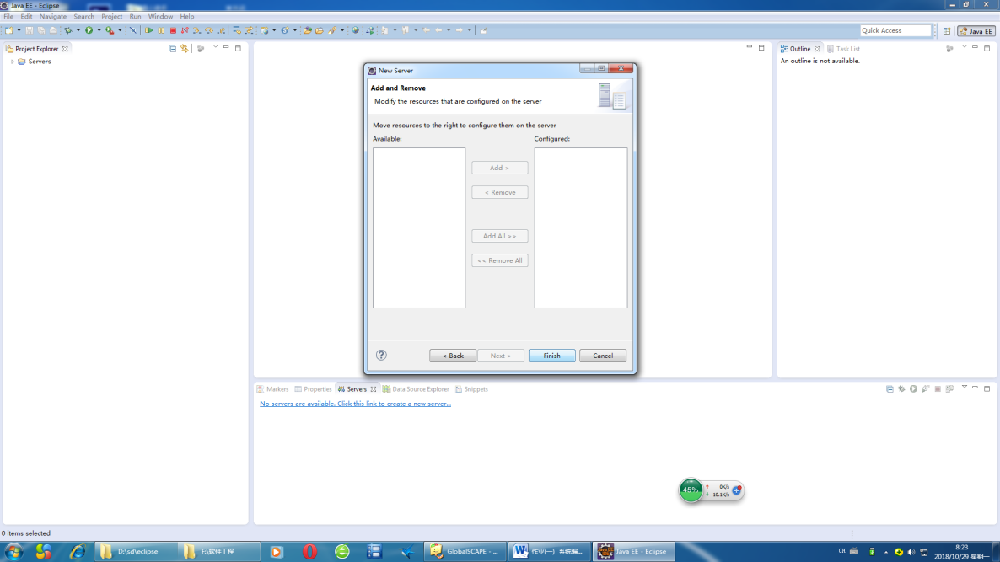 Java EE - Eclipse
File Edit Navigate Search Project Run Window Help
Quick Access
Java EE
Project Explorer
Servers
Outline
Task List
An outline is not available.
New Server
Add and Remove
Modify the resources that are configured on the server
Move resources to the right to configure them on the server
Available:
Configured:
Add >
< Remove
Add All >>
<< Remove All
< Back
Next >
Finish
Cancel
Markers Properties Servers Data Source Explorer Snippets
No servers are available. Click this link to create a new server...
45%
0K/s
10.1K/s
0 items selected
D:\sd\eclipse
F:\软件工程
GlobalSCAPE - ...
作业(一) 系统编...
Java EE - Eclipse
CH
8:23
2018/10/29 星期一